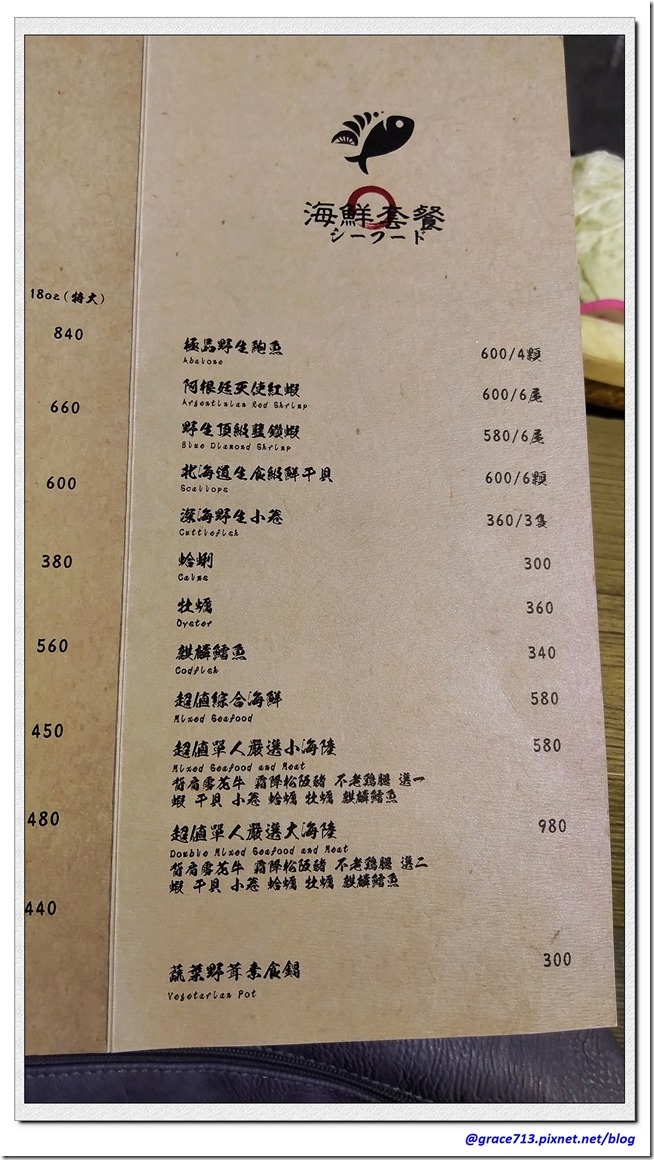 18oz(特大)
840
660
600
380
560
450
480
440
海鮮套餐
シーフード
極品野生鮑魚 600/4顆
Abalone
阿根廷天使紅蝦 600/6尾
Argentinian Red Shrimp
野生頂級藍鑽蝦 580/6尾
Blue Diamond Shrimp
北海道生食級鮮干貝 600/6顆
Scallops
深海野生小卷 360/3隻
Cuttlefish
蛤蜊 300
Calms
牡蠣 360
Oyster
麒麟鱈魚 340
Codfish
超值綜合海鮮 580
Mixed Seafood
超值單人嚴選小海陸 580
Mixed Seafood and Meat
背肩雪花牛 霜降松阪豬 不老鷄腿 選一
蝦 干貝 小卷 蛤蠣 牡蠣 麒麟鱈魚
超值單人嚴選大海陸 980
Double Mixed Seafood and Meat
背肩雪花牛 霜降松阪豬 不老鷄腿 選二
蝦 干貝 小卷 蛤蠣 牡蠣 麒麟鱈魚
蔬菜野茸素食鍋 300
Vegetarian Pot
@grace713.pixnet.net/blog